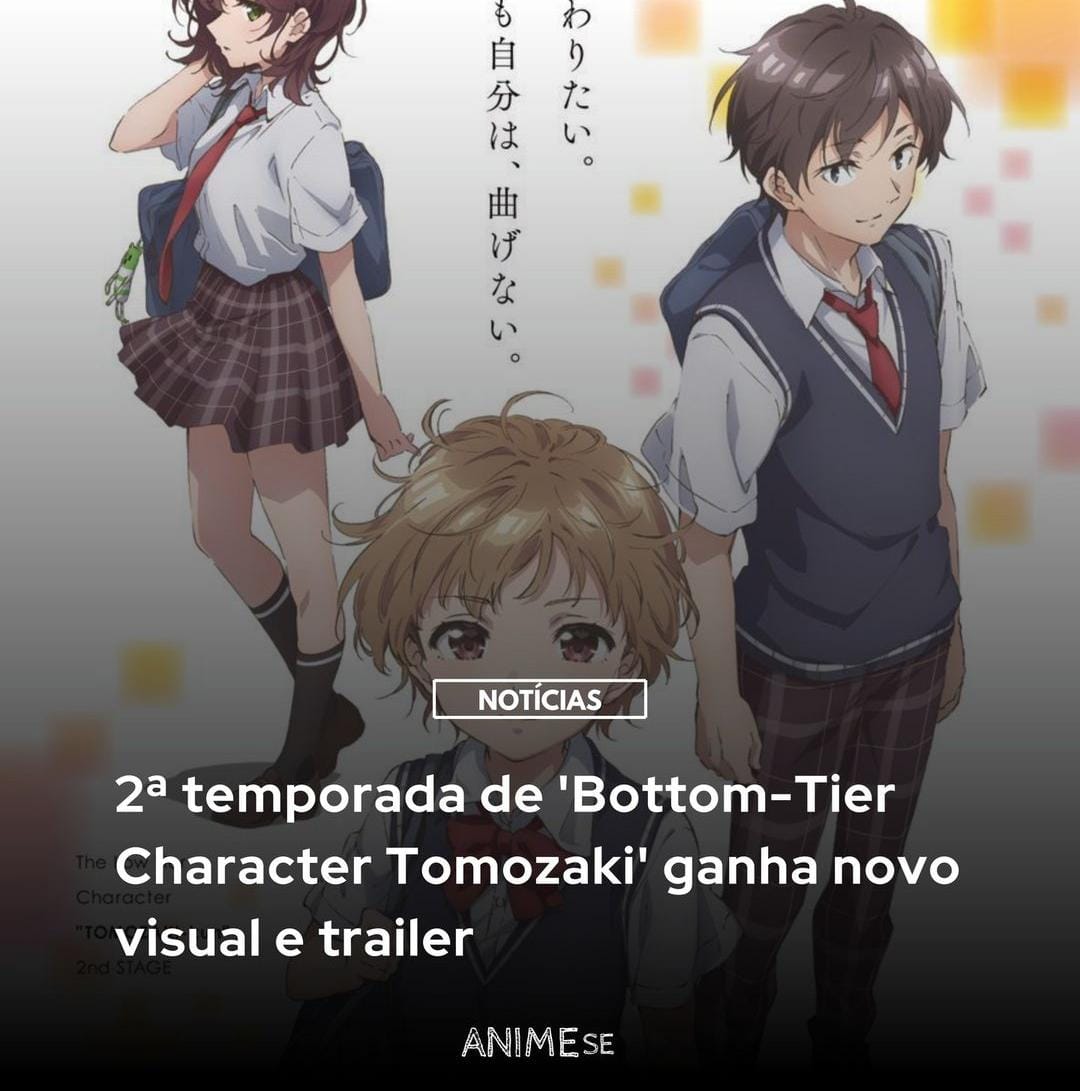 わりたい。
も自分は、曲げない。
NOTÍCIAS
2ª temporada de 'Bottom-Tier
Character Tomozaki' ganha novo
visual e trailer
The
Character
2nd STAGE
ANIMESE